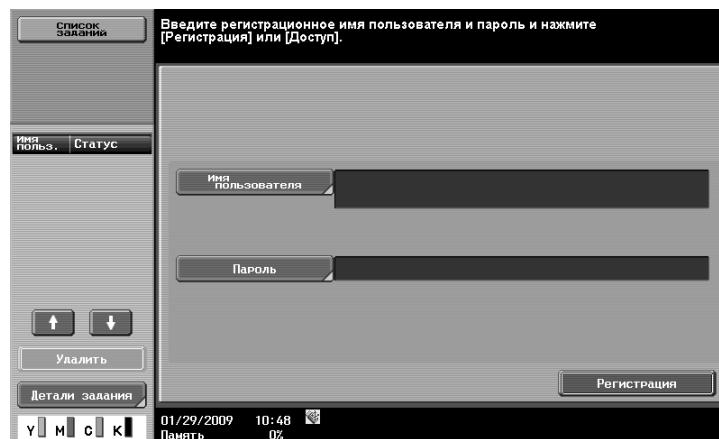 Список
заданий
Введите регистрационное имя пользователя и пароль и нажмите
[Регистрация] или [Доступ].
Имя
польз.
Статус
Имя
пользователя
Пароль
Удалить
Детали задания
Регистрация
Y M C K
01/29/2009 10:48
Память 0%